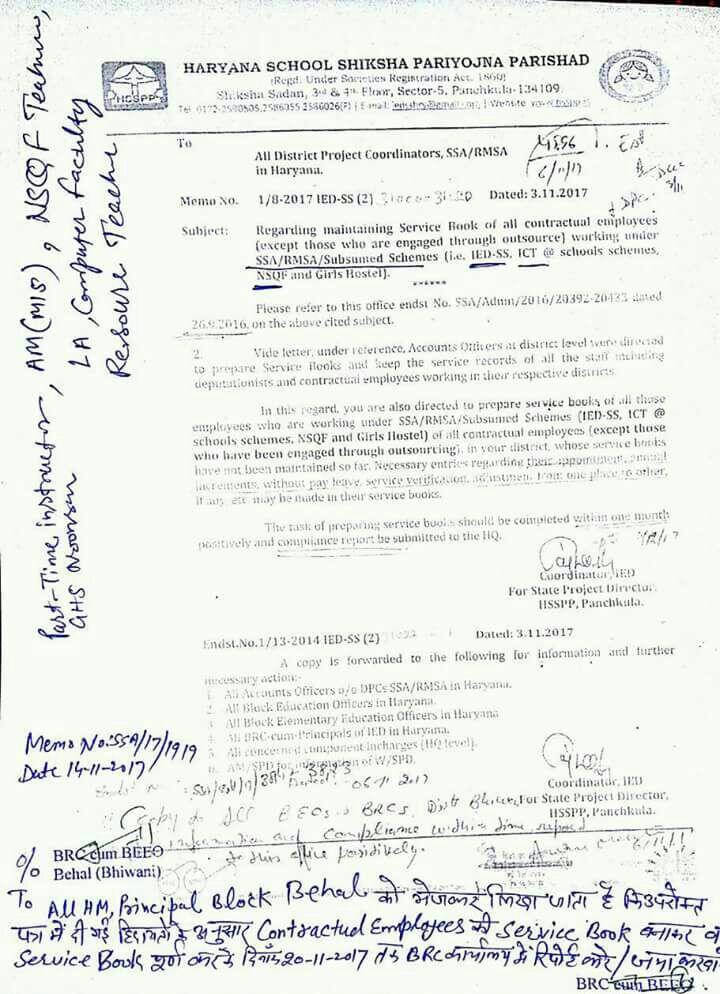 HARYANA SCHOOL SHIKSHA PARIYOJNA PARISHAD
(Regd. Under Societies Registration Act. 1860)
Shiksha Sadan, 3rd & 4th Floor, Sector-5, Panchkula-134109
Tel 0172-2580505,2586055 2586026(F) | E-mail: | Website
HSSPP
To
All District Project Coordinators, SSA/RMSA
in Haryana.
4556
6/11/17
Memo No. 1/8-2017 IED-SS (2) Dated: 3.11.2017
DPC
Subject: Regarding maintaining Service Book of all contractual employees
(except those who are engaged through outsource) working under
SSA/RMSA/Subsumed Schemes (i.e. IED-SS, ICT @ schools schemes,
NSQF and Girls Hostel).
******
Please refer to this office endst No. SSA/Admn/2016/20392-20433 dated
26.9.2016, on the above cited subject.
2. Vide letter, under reference, Accounts Officers at district level were directed
to prepare Service Books and keep the service records of all the staff including
deputationists and contractual employees working in their respective districts.
In this regard, you are also directed to prepare service books of all those
employees who are working under SSA/RMSA/Subsumed Schemes (IED-SS, ICT @
schools schemes, NSQF and Girls Hostel) of all contractual employees (except those
who have been engaged through outsourcing), in your district, whose service books
have not been maintained so far. Necessary entries regarding their appointment, annual
increments, without pay leave, service verification, adjustment from one place to other,
if any, etc. may be made in their service books.
The task of preparing service books should be completed within one month
positively and compliance report be submitted to the HQ.
Coordinator, IED
For State Project Director,
HSSPP, Panchkula.
Endst.No.1/13-2014 IED-SS (2) Dated: 3.11.2017
A copy is forwarded to the following for information and further
necessary action:-
1. All Accounts Officers o/o DPCs SSA/RMSA in Haryana.
2. All Block Education Officers in Haryana.
3. All Block Elementary Education Officers in Haryana
4. All BRC-cum-Principals of IED in Haryana.
5. All concerned component Incharges (HQ level).
6. AM/SPD for information of W/SPD.
Coordinator, IED
For State Project Director,
HSSPP, Panchkula.
Part-Time instructor, AM(MIS), NSQF Teachers,
LA, Computer Faculty
Resource Teacher
GHS
Memo No:SSA/17/1919
Date 14-11-2017
06-11 2017
Copy to All BEOs BRCs, Distt Bhiwani
information and compliance within time
to this office positively.
O/o BRC cum BEEO
Behal (Bhiwani)
To All HM, Principal Block Behal को भेजकर लिखा जाता है कि उपरोक्त
पत्र में दी गई हिदायतों के अनुसार Contractual Employees की Service Book बनाकर व
Service Book पूर्ण करके दिनांक 20-11-2017 तक BRC कार्यालय में रिपोर्ट करें/जमा करवा
BRC cum BEEO